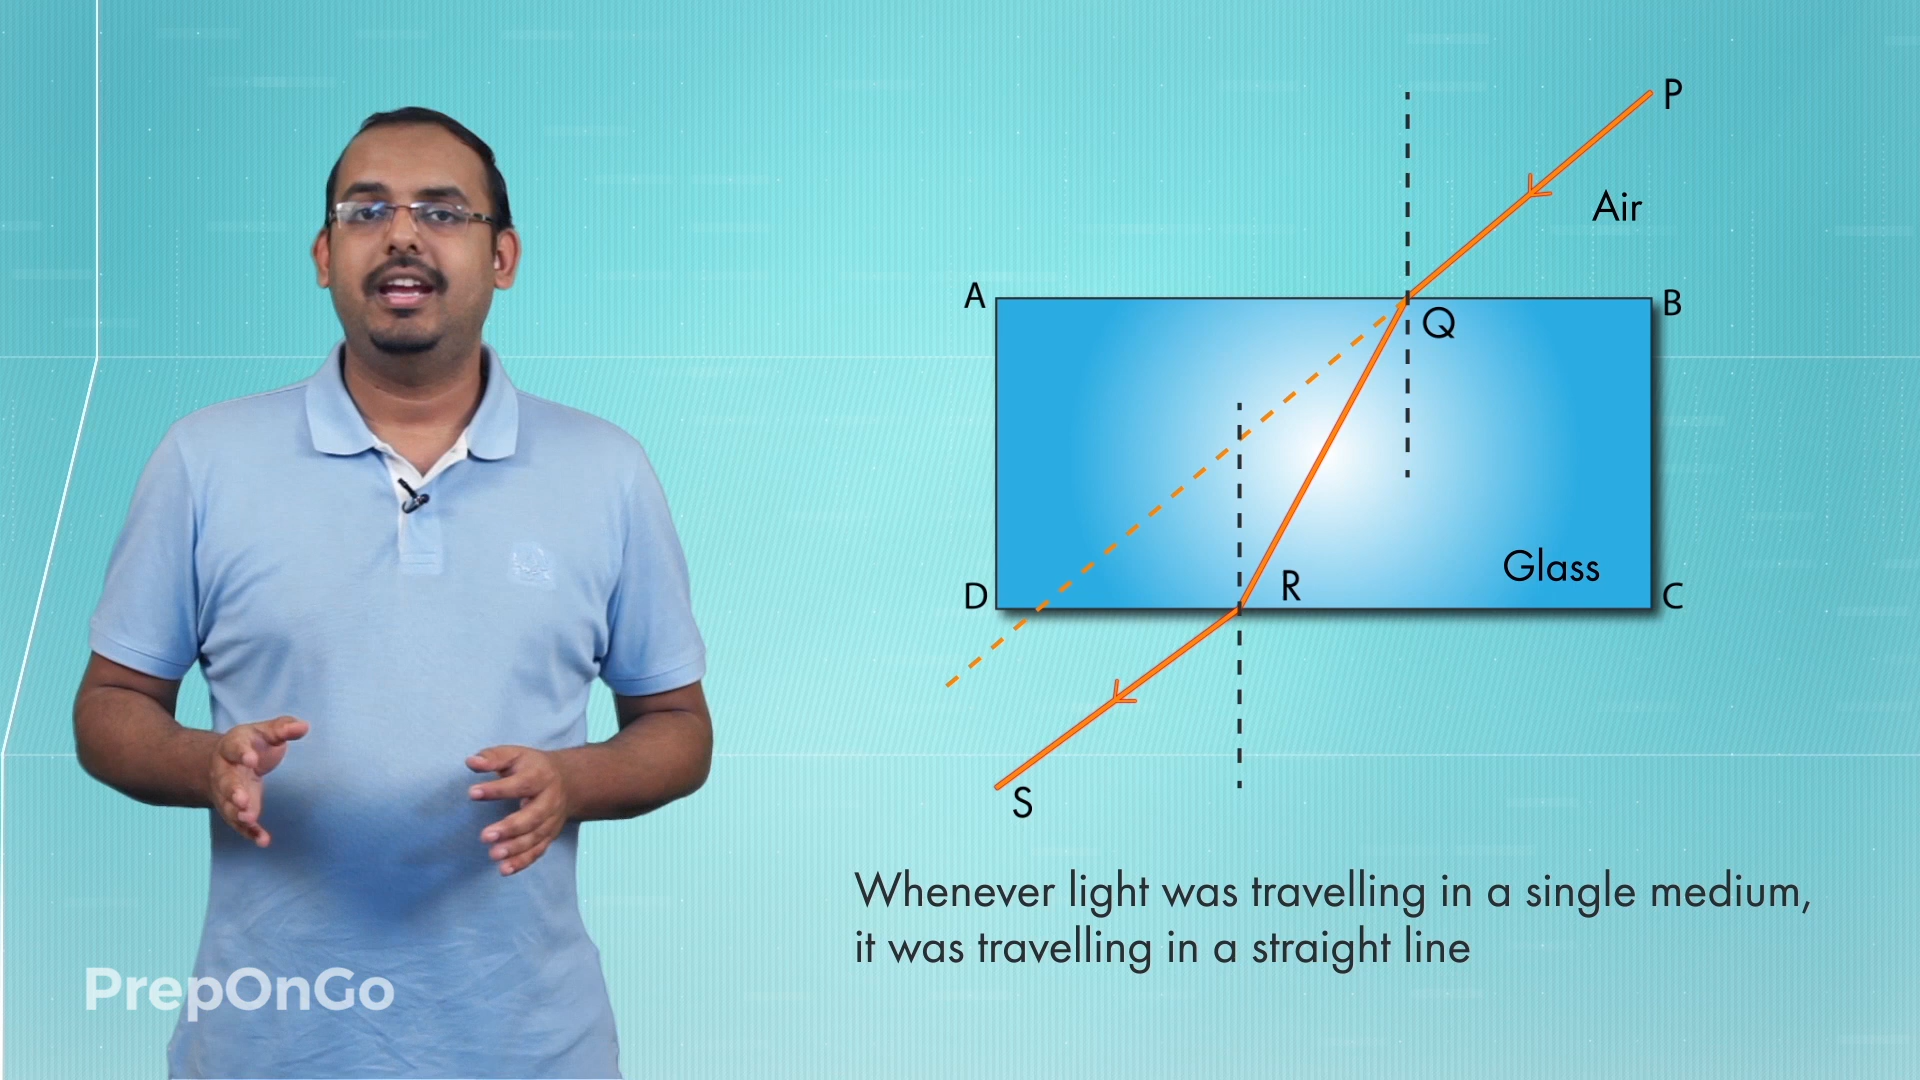 P
Air
A
B
Q
Glass
D
R
C
S
Whenever light was travelling in a single medium,
it was travelling in a straight line
PrepOnGo